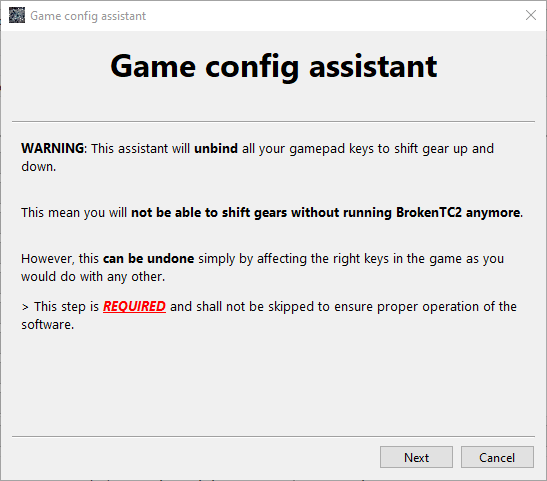 Game config assistant
Game config assistant
WARNING: This assistant will unbind all your gamepad keys to shift gear up and
down.
This mean you will not be able to shift gears without running BrokenTC2 anymore.
However, this can be undone simply by affecting the right keys in the game as you
would do with any other.
> This step is REQUIRED and shall not be skipped to ensure proper operation of the
software.
Next
Cancel